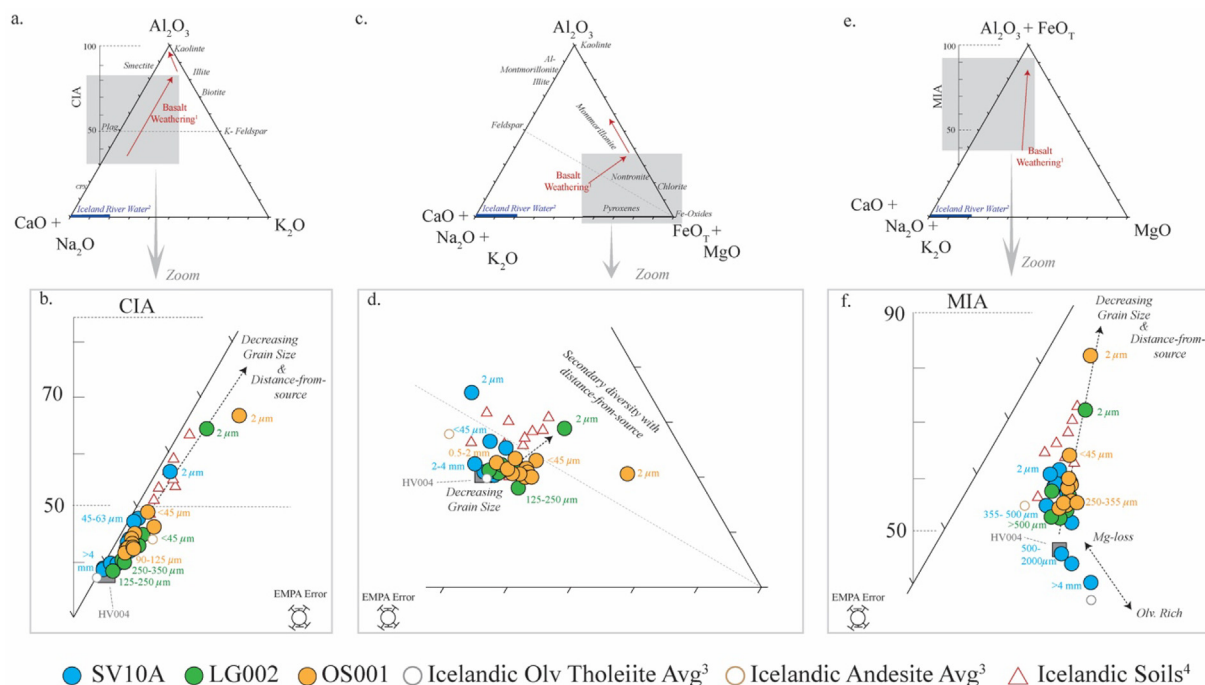 a.
Al₂O₃
100
Kaolinte
Smectite
Illite
CIA
Biotite
Basalt
Weathering¹
Plag
50
K- Feldspar
CPX
Iceland River Water²
CaO +
Na₂O
K₂O
Zoom
c.
Al₂O₃
Kaolinite
Al-
Montmorillonite
Illite
Montmorillonite
Feldspar
Basalt
Weathering¹
Nontronite
Chlorite
Pyroxenes
Fe-Oxides
Iceland River Water²
CaO +
Na₂O +
K₂O
FeO_T +
MgO
Zoom
e.
Al₂O₃ + FeO_T
100
MIA
50
Basalt
Weathering¹
Iceland River Water²
CaO +
Na₂O +
K₂O
MgO
Zoom
b.
CIA
Decreasing
Grain Size
&
Distance-from-
source
70
2 µm
2 µm
2 µm
50
45-63 µm
<45 µm
<45 µm
>4
mm
90-125 µm
250-350 µm
125-250 µm
HV004
EMPA Error
d.
2 µm
Secondary diversity with
distance-from-source
<45 µm
2 µm
0.5-2 mm
<45 µm
2-4 mm
2 µm
HV004
Decreasing
Grain Size
125-250 µm
EMPA Error
f.
MIA
90
Decreasing
Grain Size
&
Distance-from-
source
2 µm
2 µm
<45 µm
2 µm
250-355 µm
355- 500 µm
>500 µm
50
HV004
Mg-loss
500-
2000µm
>4 mm
Olv. Rich
EMPA Error
SV10A
LG002
OS001
Icelandic Olv Tholeiite Avg³
Icelandic Andesite Avg³
Icelandic Soils⁴